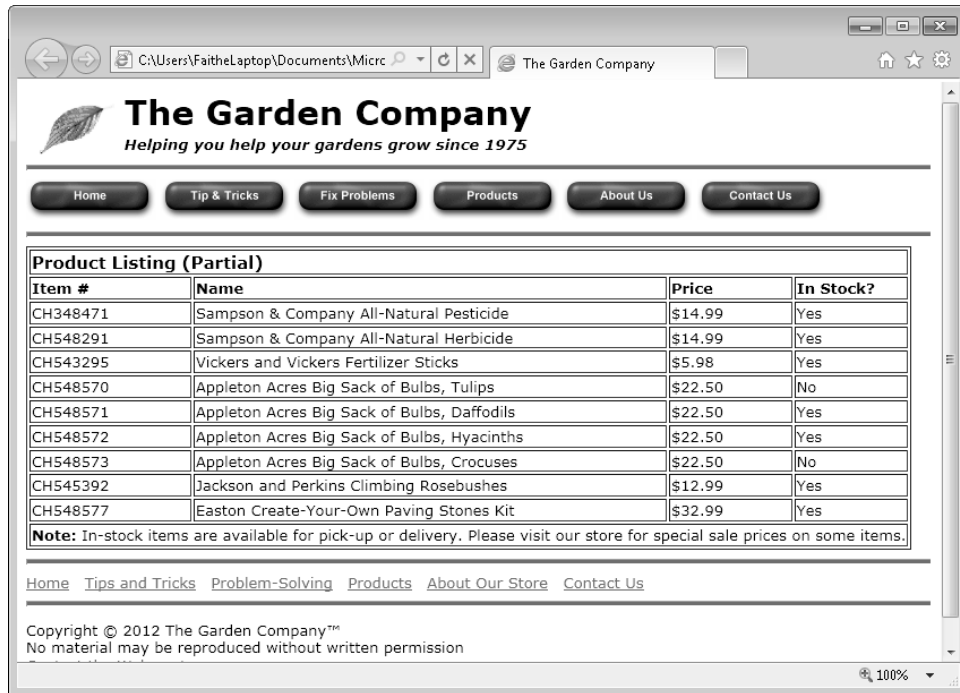 C:\Users\FaitheLaptop\Documents\Micrc
The Garden Company
The Garden Company
Helping you help your gardens grow since 1975
Home Tip & Tricks Fix Problems Products About Us Contact Us
Product Listing (Partial)
Item # Name Price In Stock?
CH348471 Sampson & Company All-Natural Pesticide $14.99 Yes
CH548291 Sampson & Company All-Natural Herbicide $14.99 Yes
CH543295 Vickers and Vickers Fertilizer Sticks $5.98 Yes
CH548570 Appleton Acres Big Sack of Bulbs, Tulips $22.50 No
CH548571 Appleton Acres Big Sack of Bulbs, Daffodils $22.50 Yes
CH548572 Appleton Acres Big Sack of Bulbs, Hyacinths $22.50 Yes
CH548573 Appleton Acres Big Sack of Bulbs, Crocuses $22.50 No
CH545392 Jackson and Perkins Climbing Rosebushes $12.99 Yes
CH548577 Easton Create-Your-Own Paving Stones Kit $32.99 Yes
Note: In-stock items are available for pick-up or delivery. Please visit our store for special sale prices on some items.
Home Tips and Tricks Problem-Solving Products About Our Store Contact Us
Copyright © 2012 The Garden Company™
No material may be reproduced without written permission
100%